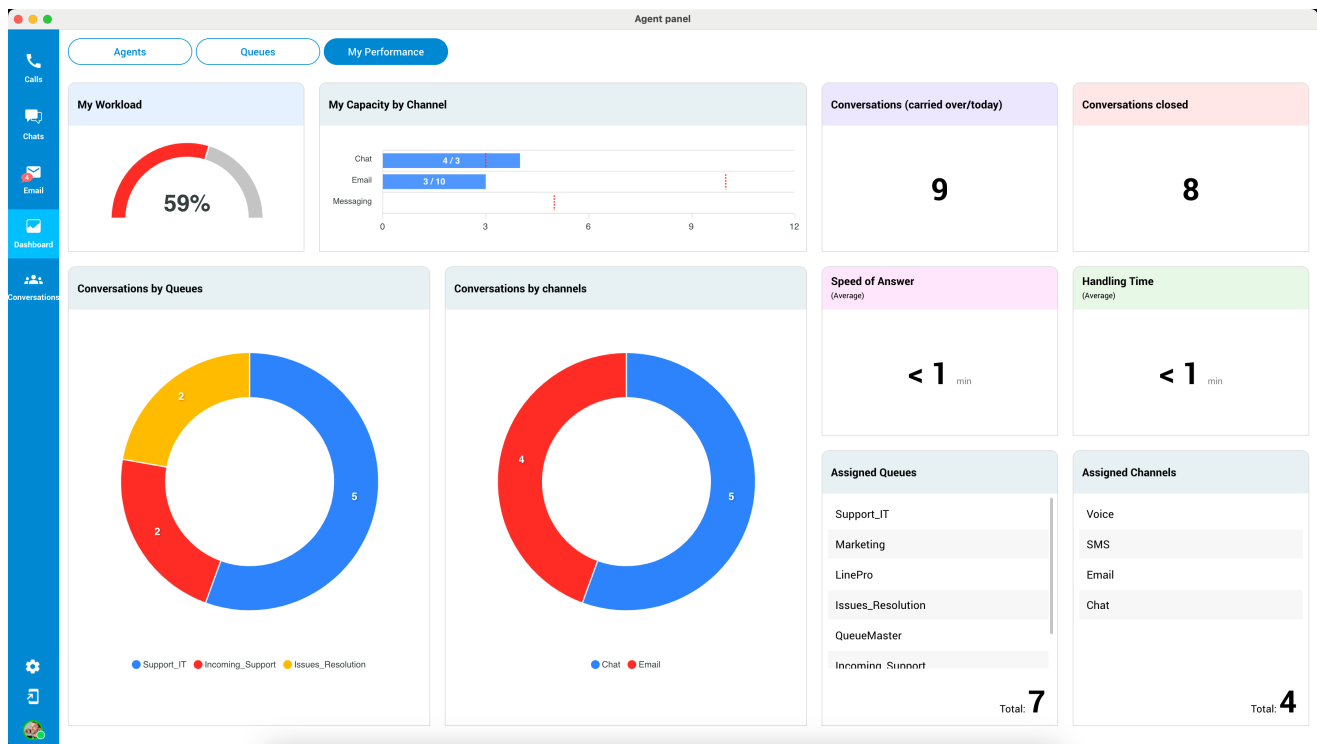 Agent panel
Calls
Chats
4
Email
Dashboard
Conversations
Agents
Queues
My Performance
My Workload
59%
My Capacity by Channel
Chat
4 / 3
Email
3 / 10
Messaging
0 3 6 9 12
Conversations (carried over/today)
9
Conversations closed
8
Conversations by Queues
2
5
2
Support_IT Incoming_Support Issues_Resolution
Conversations by channels
4
5
Chat Email
Speed of Answer
(Average)
< 1 min
Handling Time
(Average)
< 1 min
Assigned Queues
Support_IT
Marketing
LinePro
Issues_Resolution
QueueMaster
Incoming_Support
Total: 7
Assigned Channels
Voice
SMS
Email
Chat
Total: 4